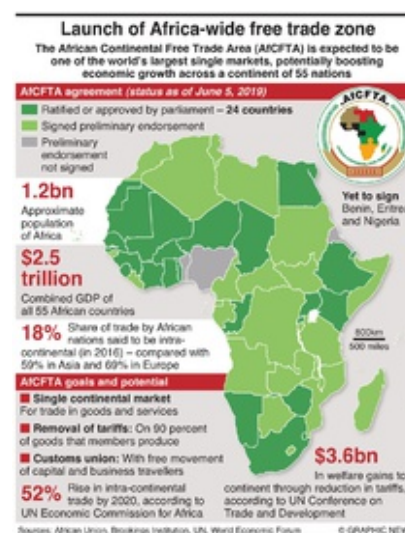 Launch of Africa-wide free trade zone
The African Continental Free Trade Area (AfCFTA) is expected to be
one of the world's largest single markets, potentially boosting
economic growth across a continent of 55 nations
AfCFTA agreement (status as of June 5, 2019)
Ratified or approved by parliament – 24 countries
Signed preliminary endorsement
Preliminary
endorsement
not signed
AfCFTA
1.2bn
Approximate
population
of Africa
Yet to sign
Benin, Eritre
and Nigeria
$2.5
trillion
Combined GDP of
all 55 African countries
18% Share of trade by African
nations said to be intra-
continental (in 2016) – compared with
59% in Asia and 69% in Europe
800km
500 miles
AfCFTA goals and potential
Single continental market
For trade in goods and services
Removal of tariffs: On 90 percent
of goods that members produce
Customs union: With free movement
of capital and business travellers
52% Rise in intra-continental
trade by 2020, according to
UN Economic Commission for Africa
$3.6bn
In welfare gains to
continent through reduction in tariffs,
according to UN Conference on
Trade and Development
Sources: African Union, Brookings Institution, UN, World Economic Forum
© GRAPHIC NEW